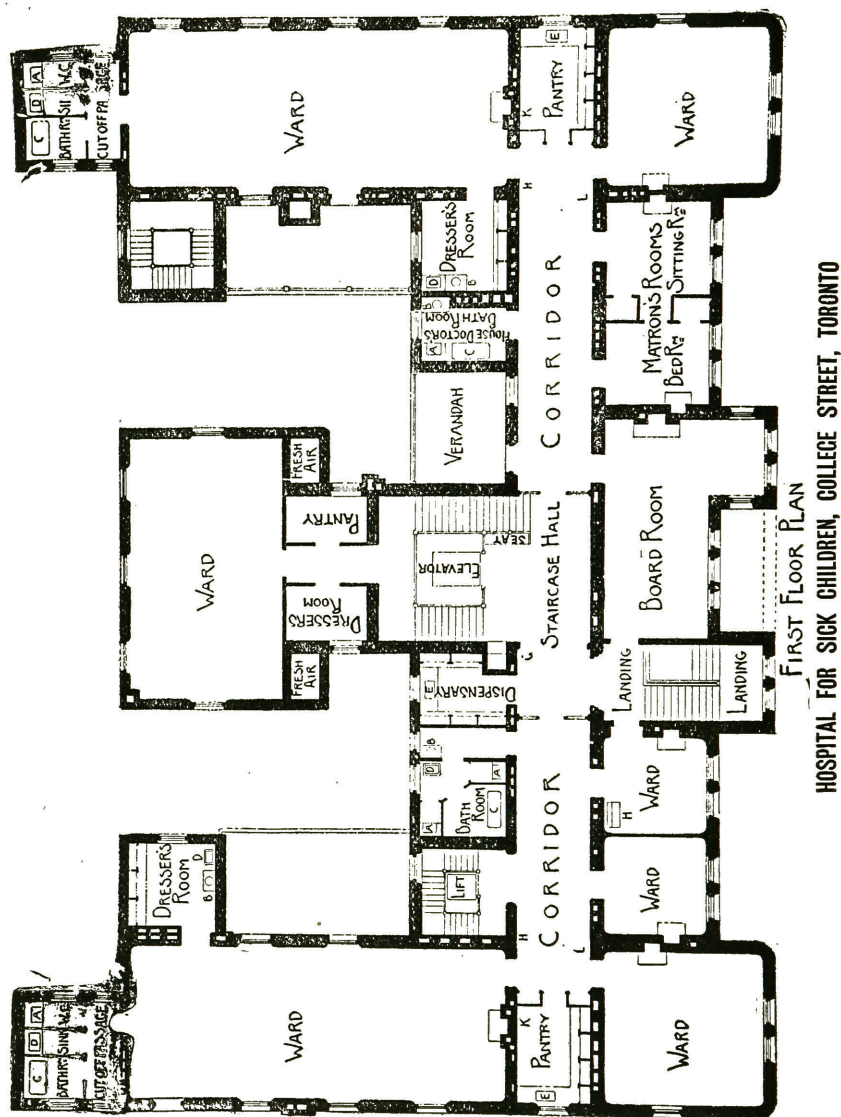 C D A
BATH R. SINK W.C.
CUT OFF PASSAGE
DRESSER'S
ROOM
B D
WARD
WARD
FRESH
AIR
FRESH
AIR
DRESSERS
ROOM
PANTRY
C D A
BATH R. SINK W.C.
CUT OFF PASSAGE
WARD
LIFT
A
D
B
BATH
ROOM
C
A
E
DISPENSARY
ELEVATOR
E
SEAT
VERANDAH
HOUSE DOCTOR'S
BATH ROOM
A
B
C
D
B
DRESSER'S
ROOM
E
PANTRY
K
H
L
CORRIDOR
STAIRCASE HALL
CORRIDOR
H
L
K
PANTRY
E
WARD
WARD
WARD
H
LANDING
LANDING
BOARD ROOM
MATRON'S ROOMS
BED RM
SITTING RM
WARD
FIRST FLOOR PLAN
HOSPITAL FOR SICK CHILDREN, COLLEGE STREET, TORONTO